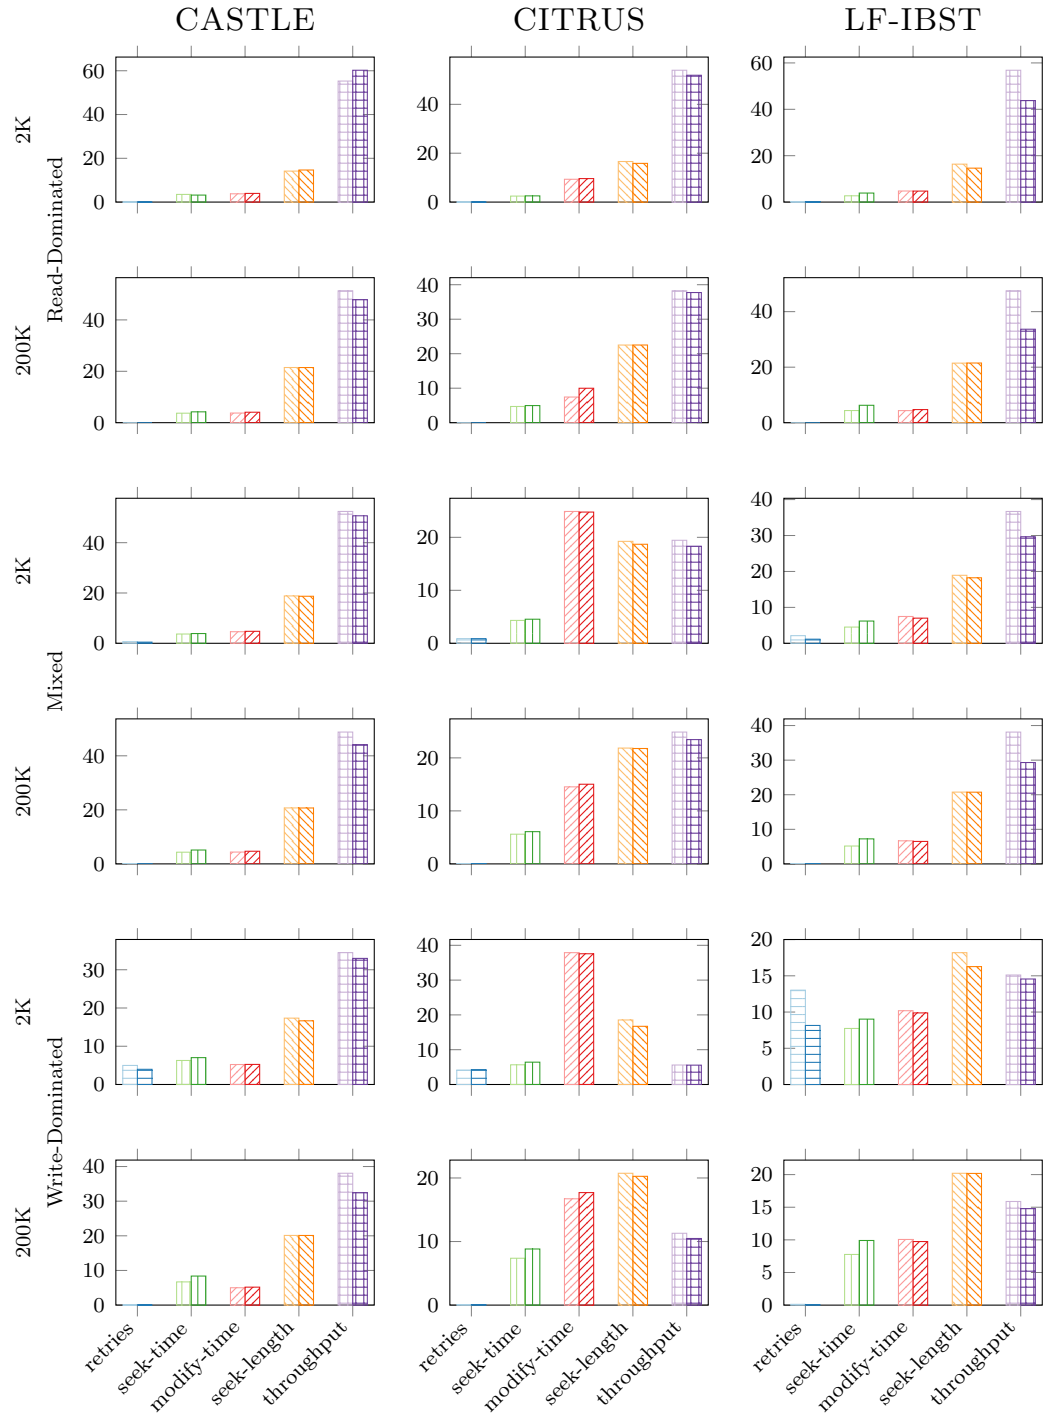 CASTLE CITRUS LF-IBST
Read-Dominated
2K
0 20 40 60
0 20 40
0 20 40 60
200K
0 20 40
0 10 20 30 40
0 20 40
Mixed
2K
0 20 40
0 10 20
0 10 20 30 40
200K
0 20 40
0 10 20
0 10 20 30 40
Write-Dominated
2K
0 10 20 30
0 10 20 30 40
0 5 10 15 20
200K
0 10 20 30 40
0 10 20
0 5 10 15 20
retries seek-time modify-time seek-length throughput
retries seek-time modify-time seek-length throughput
retries seek-time modify-time seek-length throughput